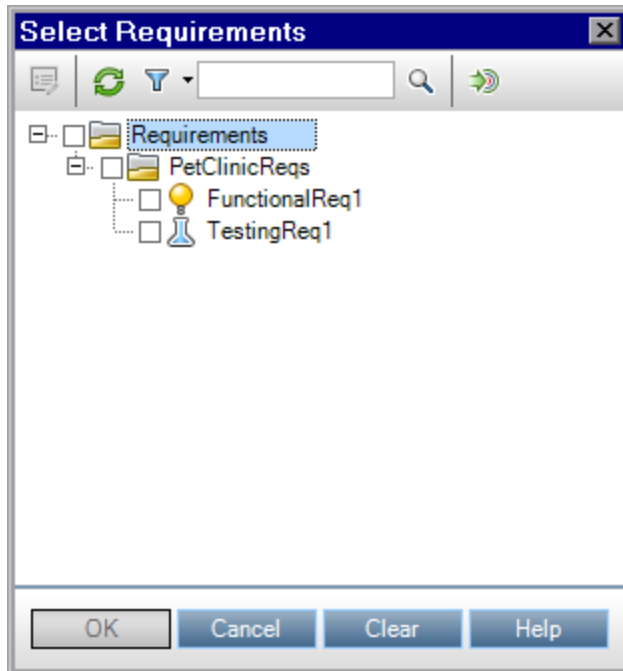 Select Requirements
Requirements
PetClinicReqs
FunctionalReq1
TestingReq1
OK Cancel Clear Help